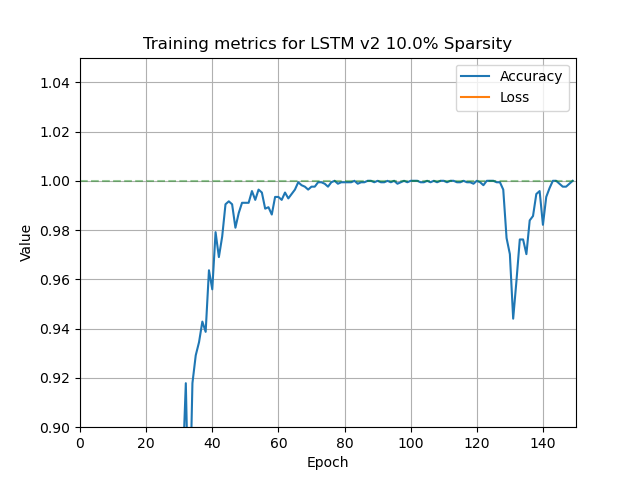 Training metrics for LSTM v2 10.0% Sparsity
Accuracy
Loss
1.04
1.02
1.00
0.98
0.96
0.94
0.92
0.90
Value
0 20 40 60 80 100 120 140
Epoch